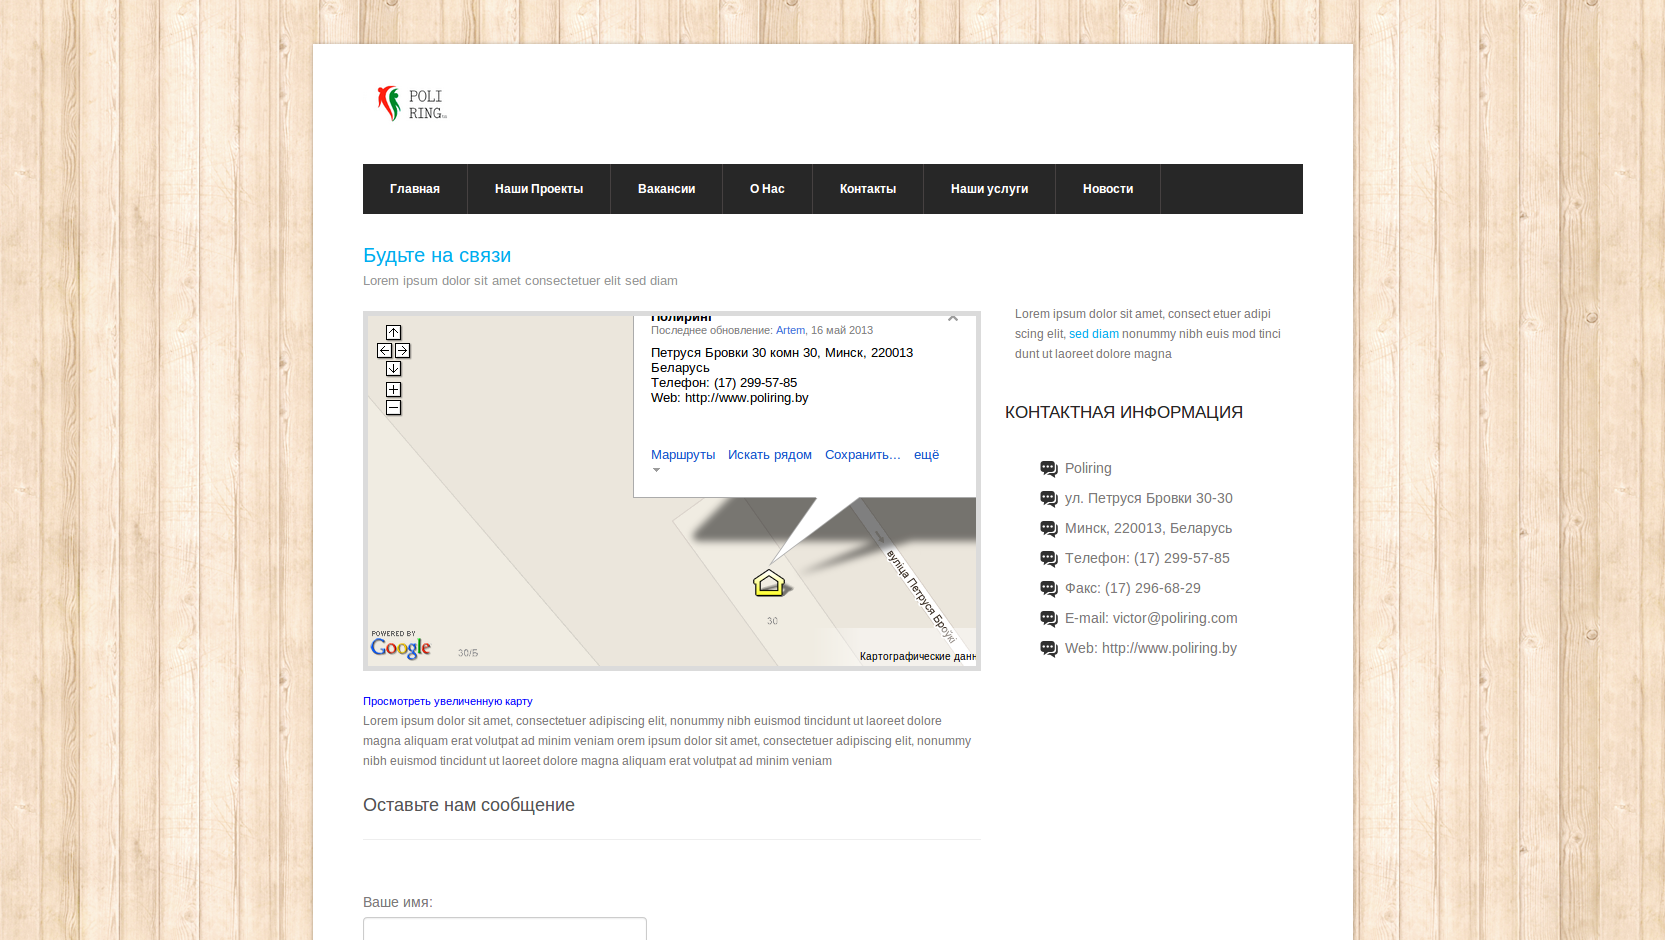 POLI
RING
Главная
Наши Проекты
Вакансии
О Нас
Контакты
Наши услуги
Новости
Будьте на связи
Lorem ipsum dolor sit amet consectetuer elit sed diam
Полиринг
Последнее обновление: Artem, 16 май 2013
Петруся Бровки 30 комн 30, Минск, 220013
Беларусь
Телефон: (17) 299-57-85
Web: http://www.poliring.by
Маршруты Искать рядом Сохранить... ещё
вуліца Петруся Броўкі
30
30/Б
POWERED BY
Google
Картографические данн
Просмотреть увеличенную карту
Lorem ipsum dolor sit amet, consectetuer adipiscing elit, nonummy nibh euismod tincidunt ut laoreet dolore
magna aliquam erat volutpat ad minim veniam orem ipsum dolor sit amet, consectetuer adipiscing elit, nonummy
nibh euismod tincidunt ut laoreet dolore magna aliquam erat volutpat ad minim veniam
Оставьте нам сообщение
Ваше имя:
Lorem ipsum dolor sit amet, consect etuer adipi
scing elit, sed diam nonummy nibh euis mod tinci
dunt ut laoreet dolore magna
КОНТАКТНАЯ ИНФОРМАЦИЯ
Poliring
ул. Петруся Бровки 30-30
Минск, 220013, Беларусь
Телефон: (17) 299-57-85
Факс: (17) 296-68-29
E-mail: victor@poliring.com
Web: http://www.poliring.by